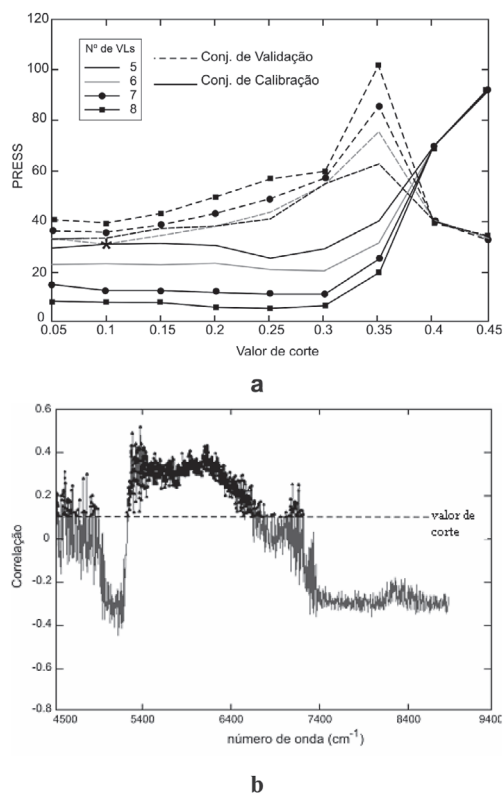 120
100
80
60
40
20
0
PRESS
Nº de VLs
5
6
7
8
Conj. de Validação
Conj. de Calibração
0.05 0.1 0.15 0.2 0.25 0.3 0.35 0.4 0.45
Valor de corte
a
0.6
0.4
0.2
0
-0.2
-0.4
-0.6
-0.8
Correlação
valor de
corte
4500 5400 6400 7400 8400 9400
número de onda (cm-1)
b